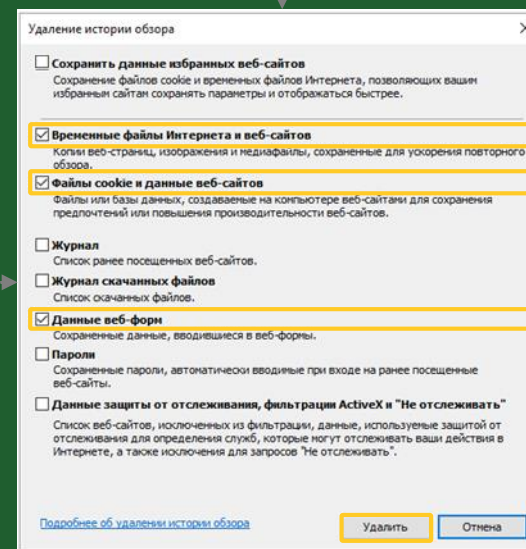 Удаление истории обзора
Сохранить данные избранных веб-сайтов
Сохранение файлов cookie и временных файлов Интернета, позволяющих вашим
избранным сайтам сохранять параметры и отображаться быстрее.
Временные файлы Интернета и веб-сайтов
Копии веб-страниц, изображения и медиафайлы, сохраненные для ускорения повторного
обзора.
Файлы cookie и данные веб-сайтов
Файлы или базы данных, создаваемые на компьютере веб-сайтами для сохранения
предпочтений или повышения производительности веб-сайтов.
Журнал
Список ранее посещенных веб-сайтов.
Журнал скачанных файлов
Список скачанных файлов.
Данные веб-форм
Сохраненные данные, вводившиеся в веб-формы.
Пароли
Сохраненные пароли, автоматически вводимые при входе на ранее посещенные
веб-сайты.
Данные защиты от отслеживания, фильтрации ActiveX и "Не отслеживать"
Список веб-сайтов, исключенных из фильтрации, данные, используемые защитой от
отслеживания для определения служб, которые могут отслеживать ваши действия в
Интернете, а также исключения для запросов "Не отслеживать".
Подробнее об удалении истории обзора
Удалить
Отмена